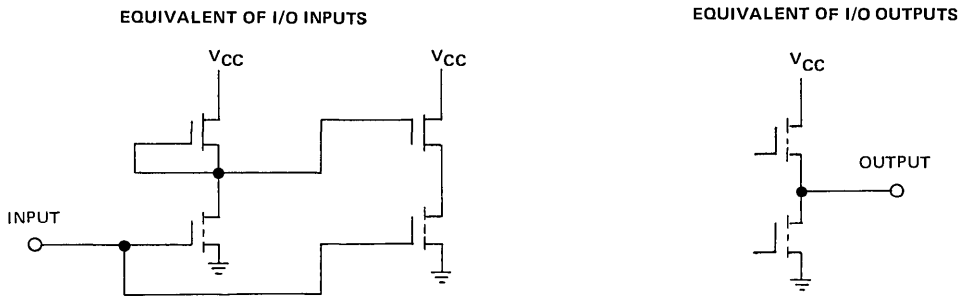 EQUIVALENT OF I/O INPUTS
EQUIVALENT OF I/O OUTPUTS
VCC
VCC
VCC
INPUT
OUTPUT